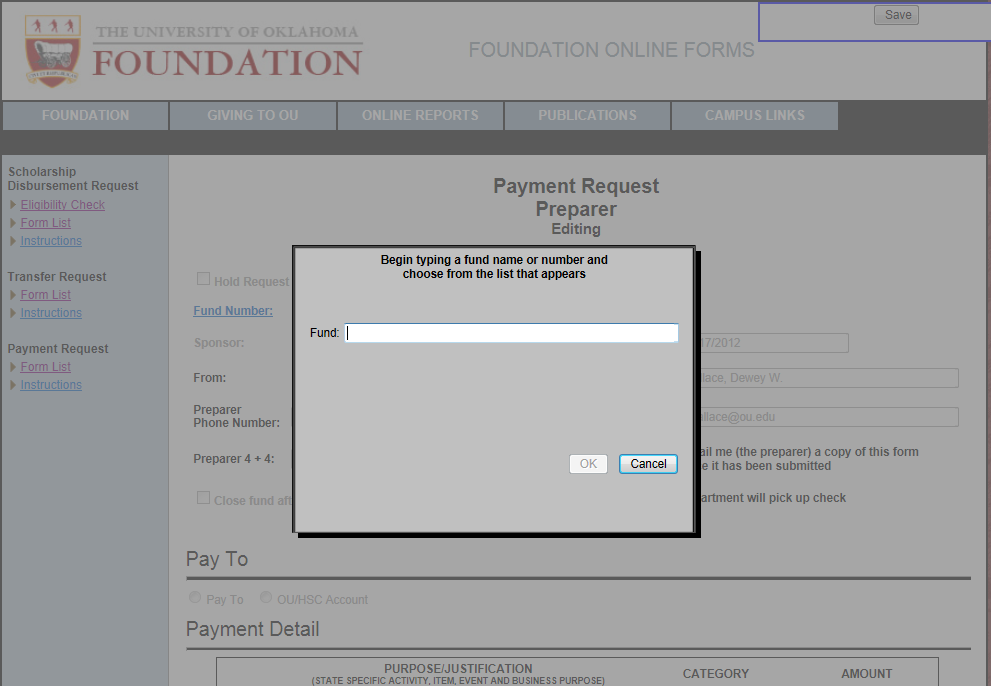 Save
THE UNIVERSITY OF OKLAHOMA
FOUNDATION
FOUNDATION ONLINE FORMS
FOUNDATION GIVING TO OU ONLINE REPORTS PUBLICATIONS CAMPUS LINKS
Scholarship
Disbursement Request
Eligibility Check
Form List
Instructions
Transfer Request
Form List
Instructions
Payment Request
Form List
Instructions
Payment Request
Preparer
Editing
Hold Request
Fund Number:
Sponsor:
17/2012
From:
lace, Dewey W
Preparer
Phone Number:
llace@ou.edu
Preparer 4 + 4:
ail me (the preparer) a copy of this form
e it has been submitted
Close fund aft
artment will pick up check
Begin typing a fund name or number and
choose from the list that appears
Fund:
OK Cancel
Pay To
Pay To OU/HSC Account
Payment Detail
PURPOSE/JUSTIFICATION CATEGORY AMOUNT
(STATE SPECIFIC ACTIVITY, ITEM, EVENT AND BUSINESS PURPOSE)